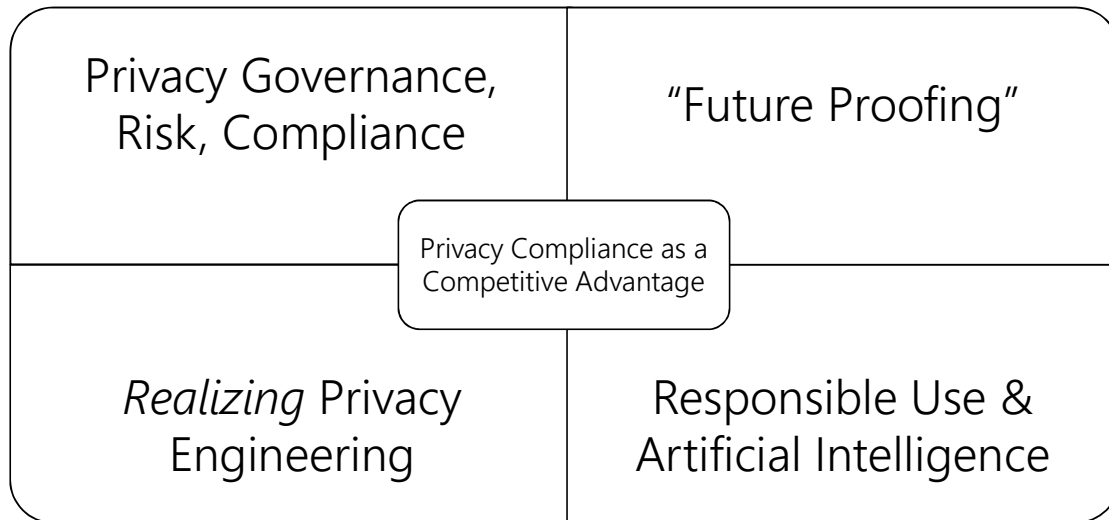 Privacy Governance,
Risk, Compliance
“Future Proofing”
Privacy Compliance as a
Competitive Advantage
Realizing Privacy
Engineering
Responsible Use &
Artificial Intelligence